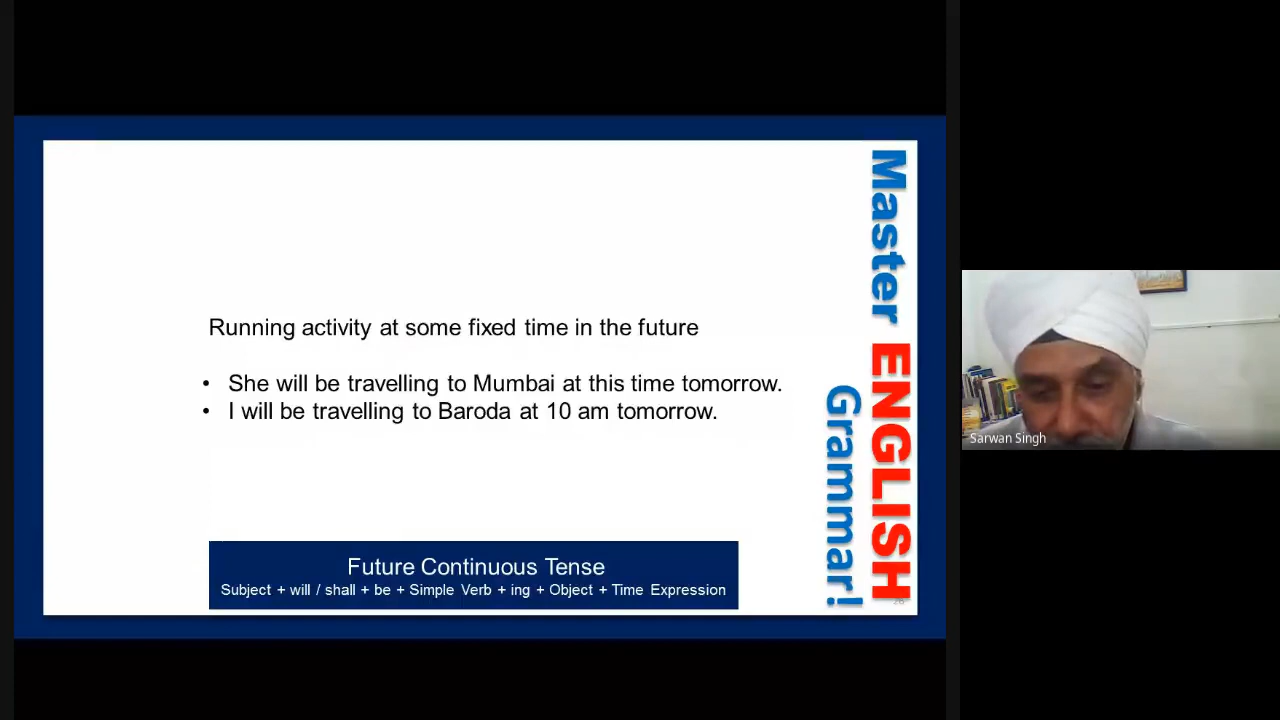 Running activity at some fixed time in the future
• She will be travelling to Mumbai at this time tomorrow.
• I will be travelling to Baroda at 10 am tomorrow.
Future Continuous Tense
Subject + will / shall + be + Simple Verb + ing + Object + Time Expression
Master ENGLISH
Grammar!
Sarwan Singh